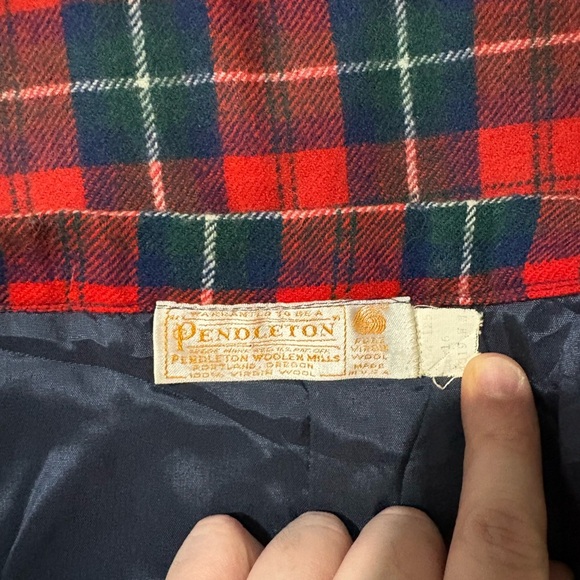 "WARRANTED TO BE A
PENDLETON"
PENDLETON WOOLEN MILLS
PORTLAND, OREGON
100% VIRGIN WOOL
PURE
VIRGIN
WOOL
MADE
IN U.S.A.